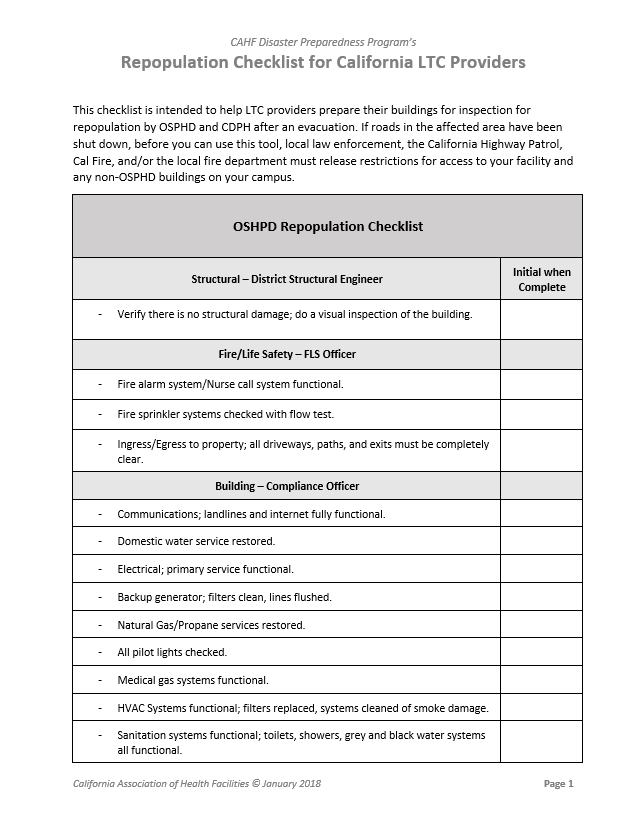 CAHF Disaster Preparedness Program's
Repopulation Checklist for California LTC Providers
This checklist is intended to help LTC providers prepare their buildings for inspection for
repopulation by OSPHD and CDPH after an evacuation. If roads in the affected area have been
shut down, before you can use this tool, local law enforcement, the California Highway Patrol,
Cal Fire, and/or the local fire department must release restrictions for access to your facility and
any non-OSPHD buildings on your campus.
OSHPD Repopulation Checklist
Structural – District Structural Engineer
Initial when
Complete
- Verify there is no structural damage; do a visual inspection of the building.
Fire/Life Safety – FLS Officer
- Fire alarm system/Nurse call system functional.
- Fire sprinkler systems checked with flow test.
- Ingress/Egress to property; all driveways, paths, and exits must be completely
clear.
Building – Compliance Officer
- Communications; landlines and internet fully functional.
- Domestic water service restored.
- Electrical; primary service functional.
- Backup generator; filters clean, lines flushed.
- Natural Gas/Propane services restored.
- All pilot lights checked.
- Medical gas systems functional.
- HVAC Systems functional; filters replaced, systems cleaned of smoke damage.
- Sanitation systems functional; toilets, showers, grey and black water systems
all functional.
California Association of Health Facilities © January 2018
Page 1